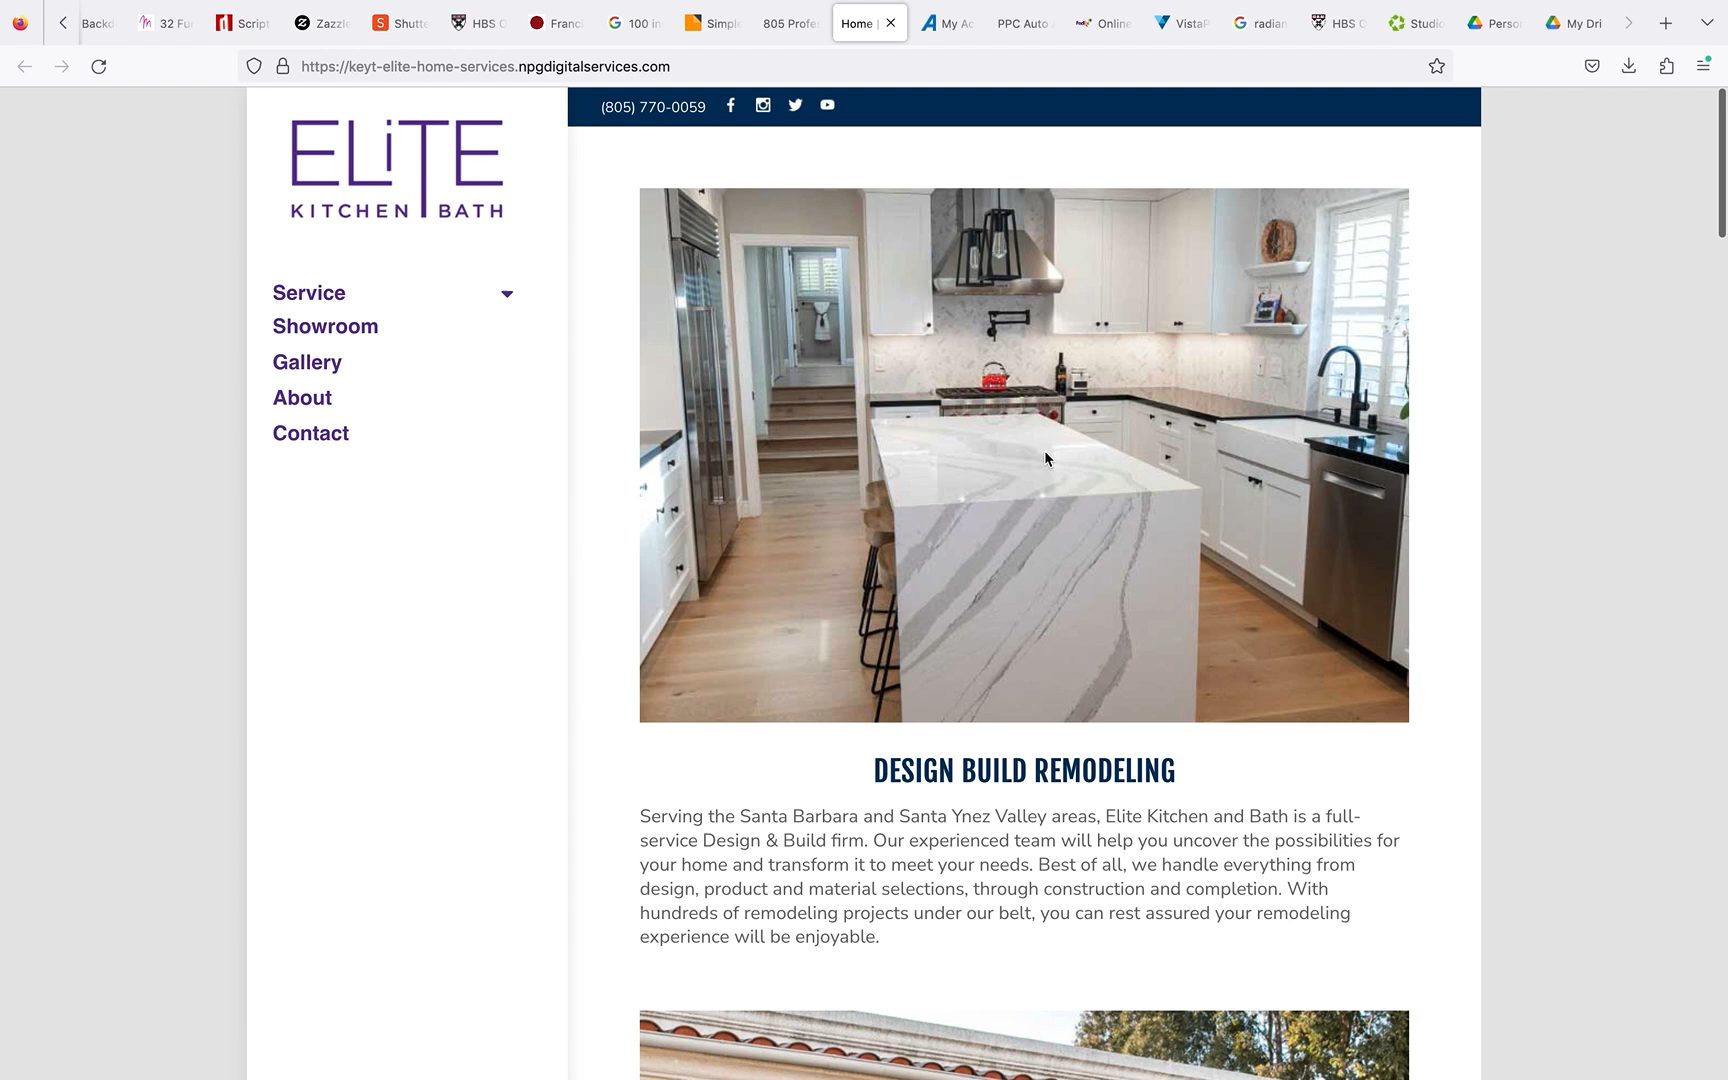 Backd
32 Fu
Script
Zazzle
Shutte
HBS O
Franci
100 in
Simple
805 Profe
Home |
My Ac
PPC Auto
Online
VistaP
radian
HBS O
Studio
Perso
My Dri
https://keyt-elite-home-services.npgdigitalservices.com
(805) 770-0059
ELiTE
KITCHEN BATH
Service
Showroom
Gallery
About
Contact
DESIGN BUILD REMODELING
Serving the Santa Barbara and Santa Ynez Valley areas, Elite Kitchen and Bath is a full-
service Design & Build firm. Our experienced team will help you uncover the possibilities for
your home and transform it to meet your needs. Best of all, we handle everything from
design, product and material selections, through construction and completion. With
hundreds of remodeling projects under our belt, you can rest assured your remodeling
experience will be enjoyable.